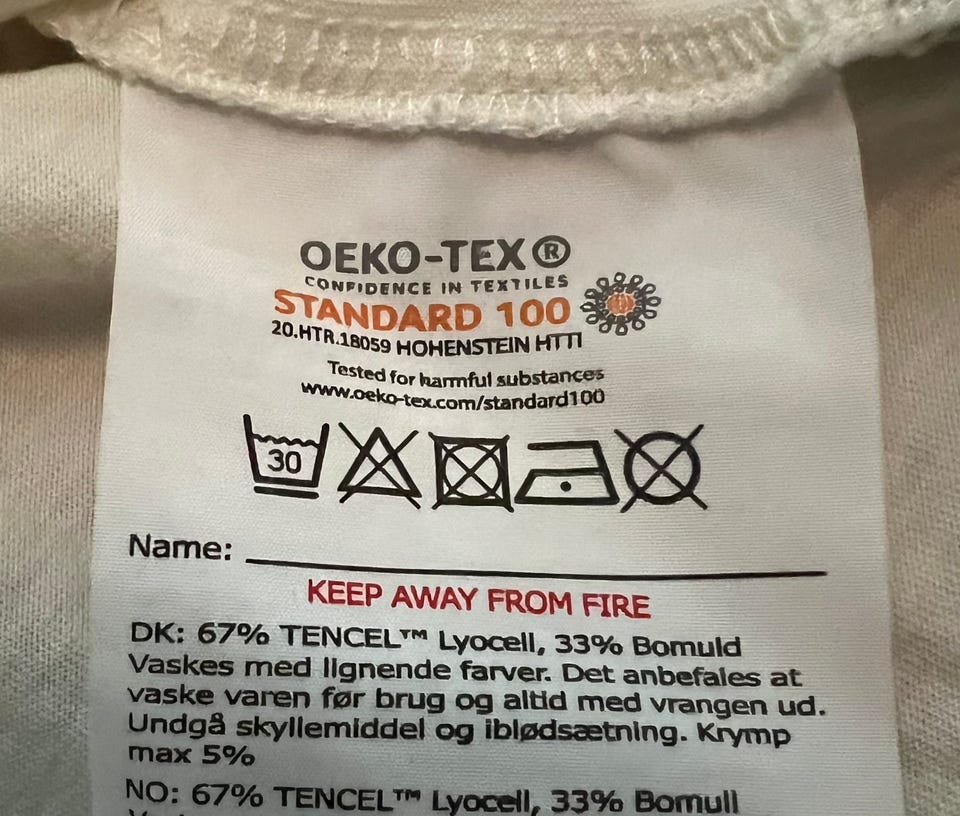 OEKO-TEX®
CONFIDENCE IN TEXTILES
STANDARD 100
20.HTR.18059 HOHENSTEIN HTTI
Tested for harmful substances
www.oeko-tex.com/standard100
30
Name:
KEEP AWAY FROM FIRE
DK: 67% TENCEL™ Lyocell, 33% Bomuld
Vaskes med lignende farver. Det anbefales at
vaske varen før brug og altid med vrangen ud.
Undgå skyllemiddel og iblødsætning. Krymp
max 5%
NO: 67% TENCEL™ Lyocell, 33% Bomull